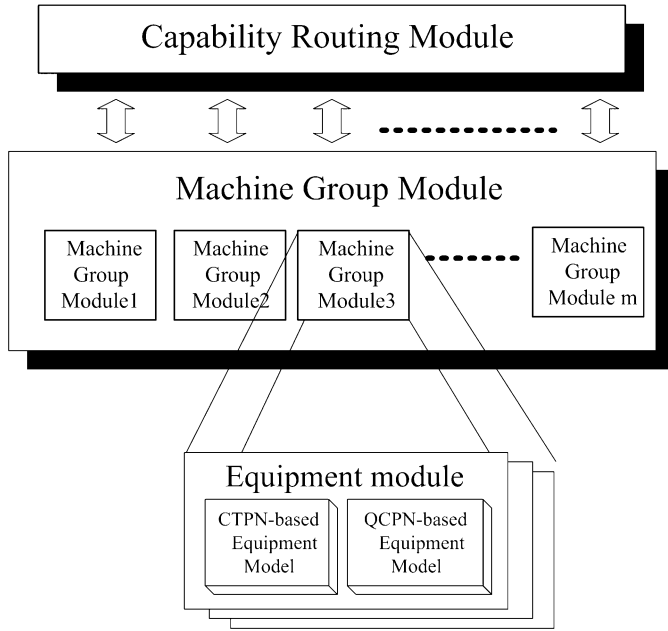 Capability Routing Module
Machine Group Module
Machine
Group
Module1
Machine
Group
Module2
Machine
Group
Module3
Machine
Group
Module m
Equipment module
CTPN-based
Equipment
Model
QCPN-based
Equipment
Model